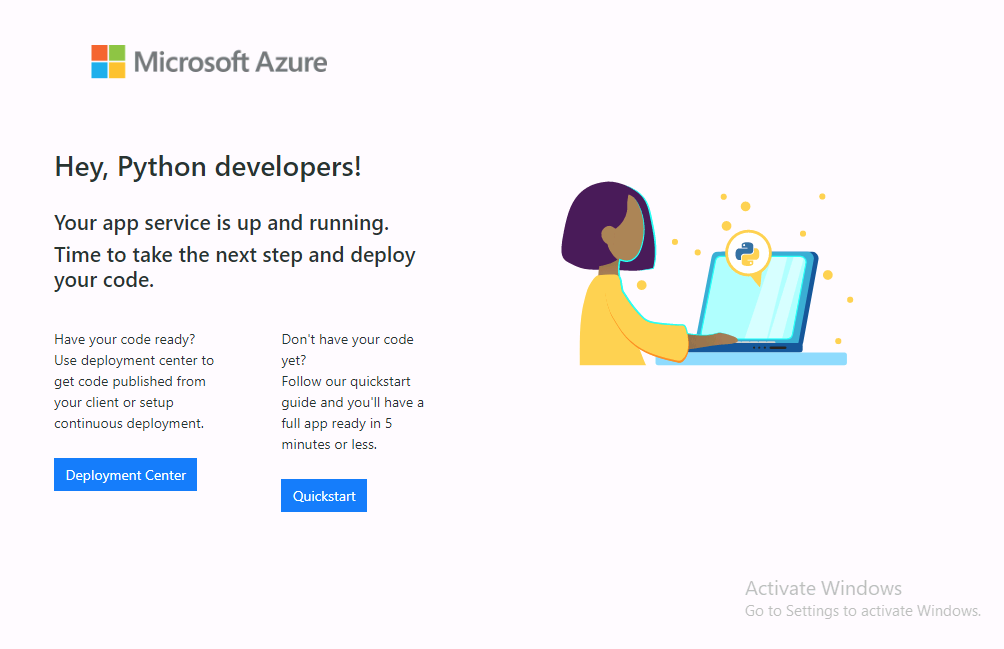 Microsoft Azure
Hey, Python developers!
Your app service is up and running.
Time to take the next step and deploy
your code.
Have your code ready?
Use deployment center to
get code published from
your client or setup
continuous deployment.
Deployment Center
Don't have your code
yet?
Follow our quickstart
guide and you'll have a
full app ready in 5
minutes or less.
Quickstart
Activate Windows
Go to Settings to activate Windows.